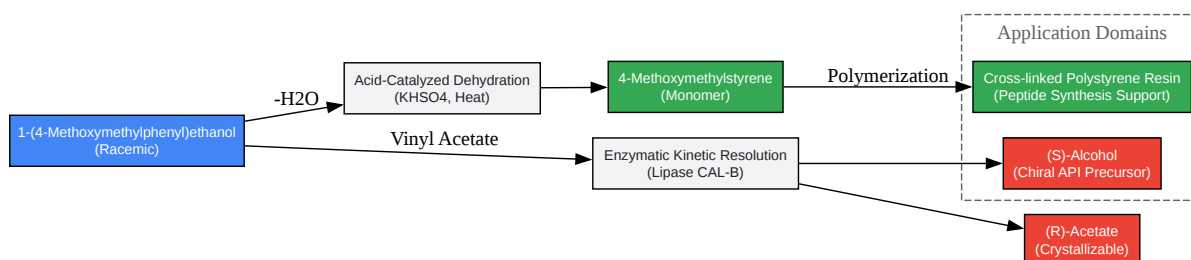 Application Domains
Acid-Catalyzed Dehydration
(KHSO4, Heat)
4-Methoxymethylstyrene
(Monomer)
Polymerization
Cross-linked Polystyrene Resin
(Peptide Synthesis Support)
-H2O
1-(4-Methoxymethylphenyl)ethanol
(Racemic)
Vinyl Acetate
Enzymatic Kinetic Resolution
(Lipase CAL-B)
(S)-Alcohol
(Chiral API Precursor)
(R)-Acetate
(Crystallizable)